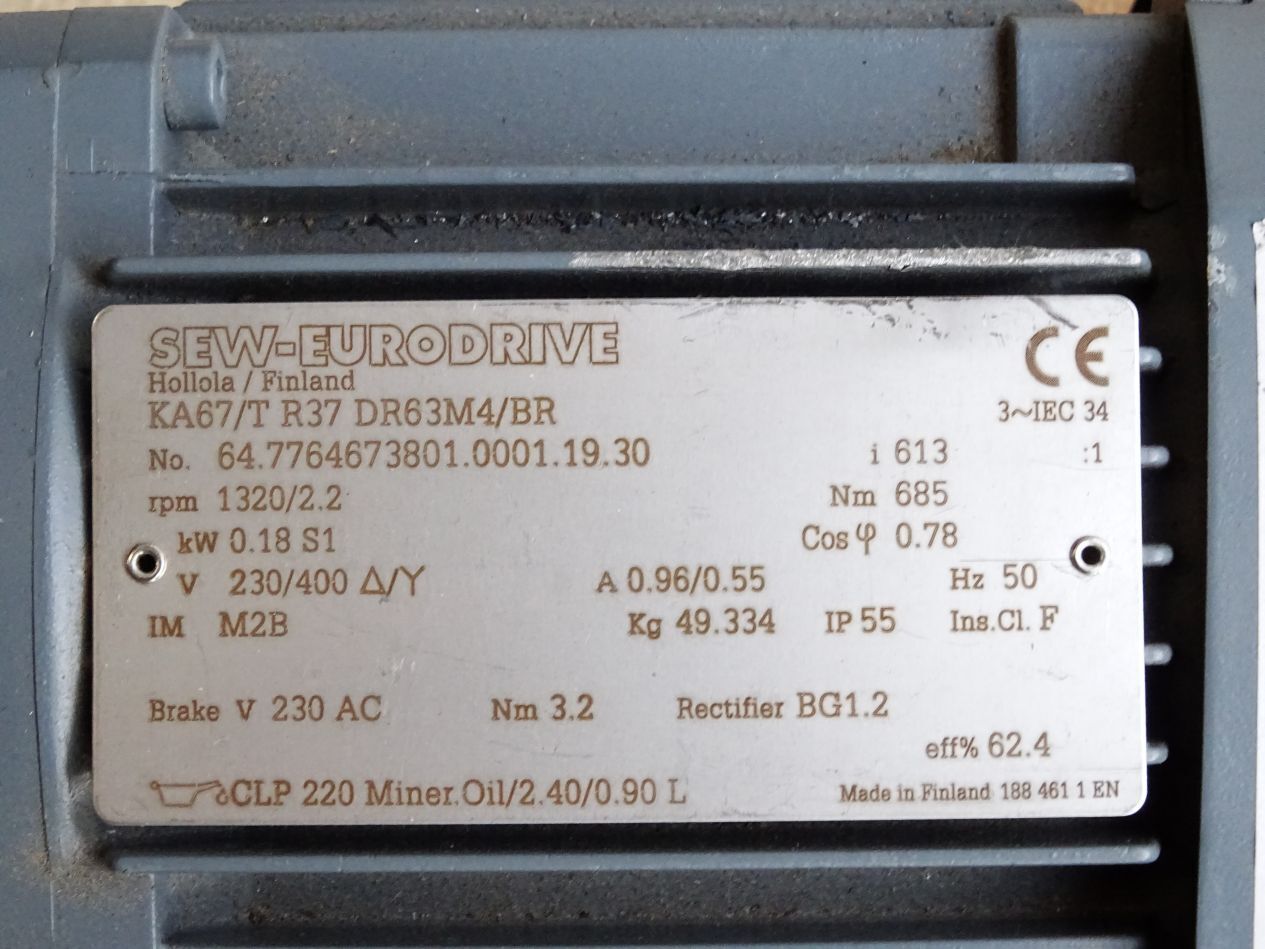 SEW-EURODRIVE
Hollola / Finland
CE
KA67/T R37 DR63M4/BR 3~IEC 34
No. 64.7764673801.0001.19.30 i 613 :1
rpm 1320/2.2 Nm 685
kW 0.18 S1 Cos φ 0.78
V 230/400 Δ/Y A 0.96/0.55 Hz 50
IM M2B Kg 49.334 IP 55 Ins.Cl. F
Brake V 230 AC Nm 3.2 Rectifier BG1.2
eff% 62.4
CLP 220 Miner.Oil/2.40/0.90 L Made in Finland 188 461 1 EN